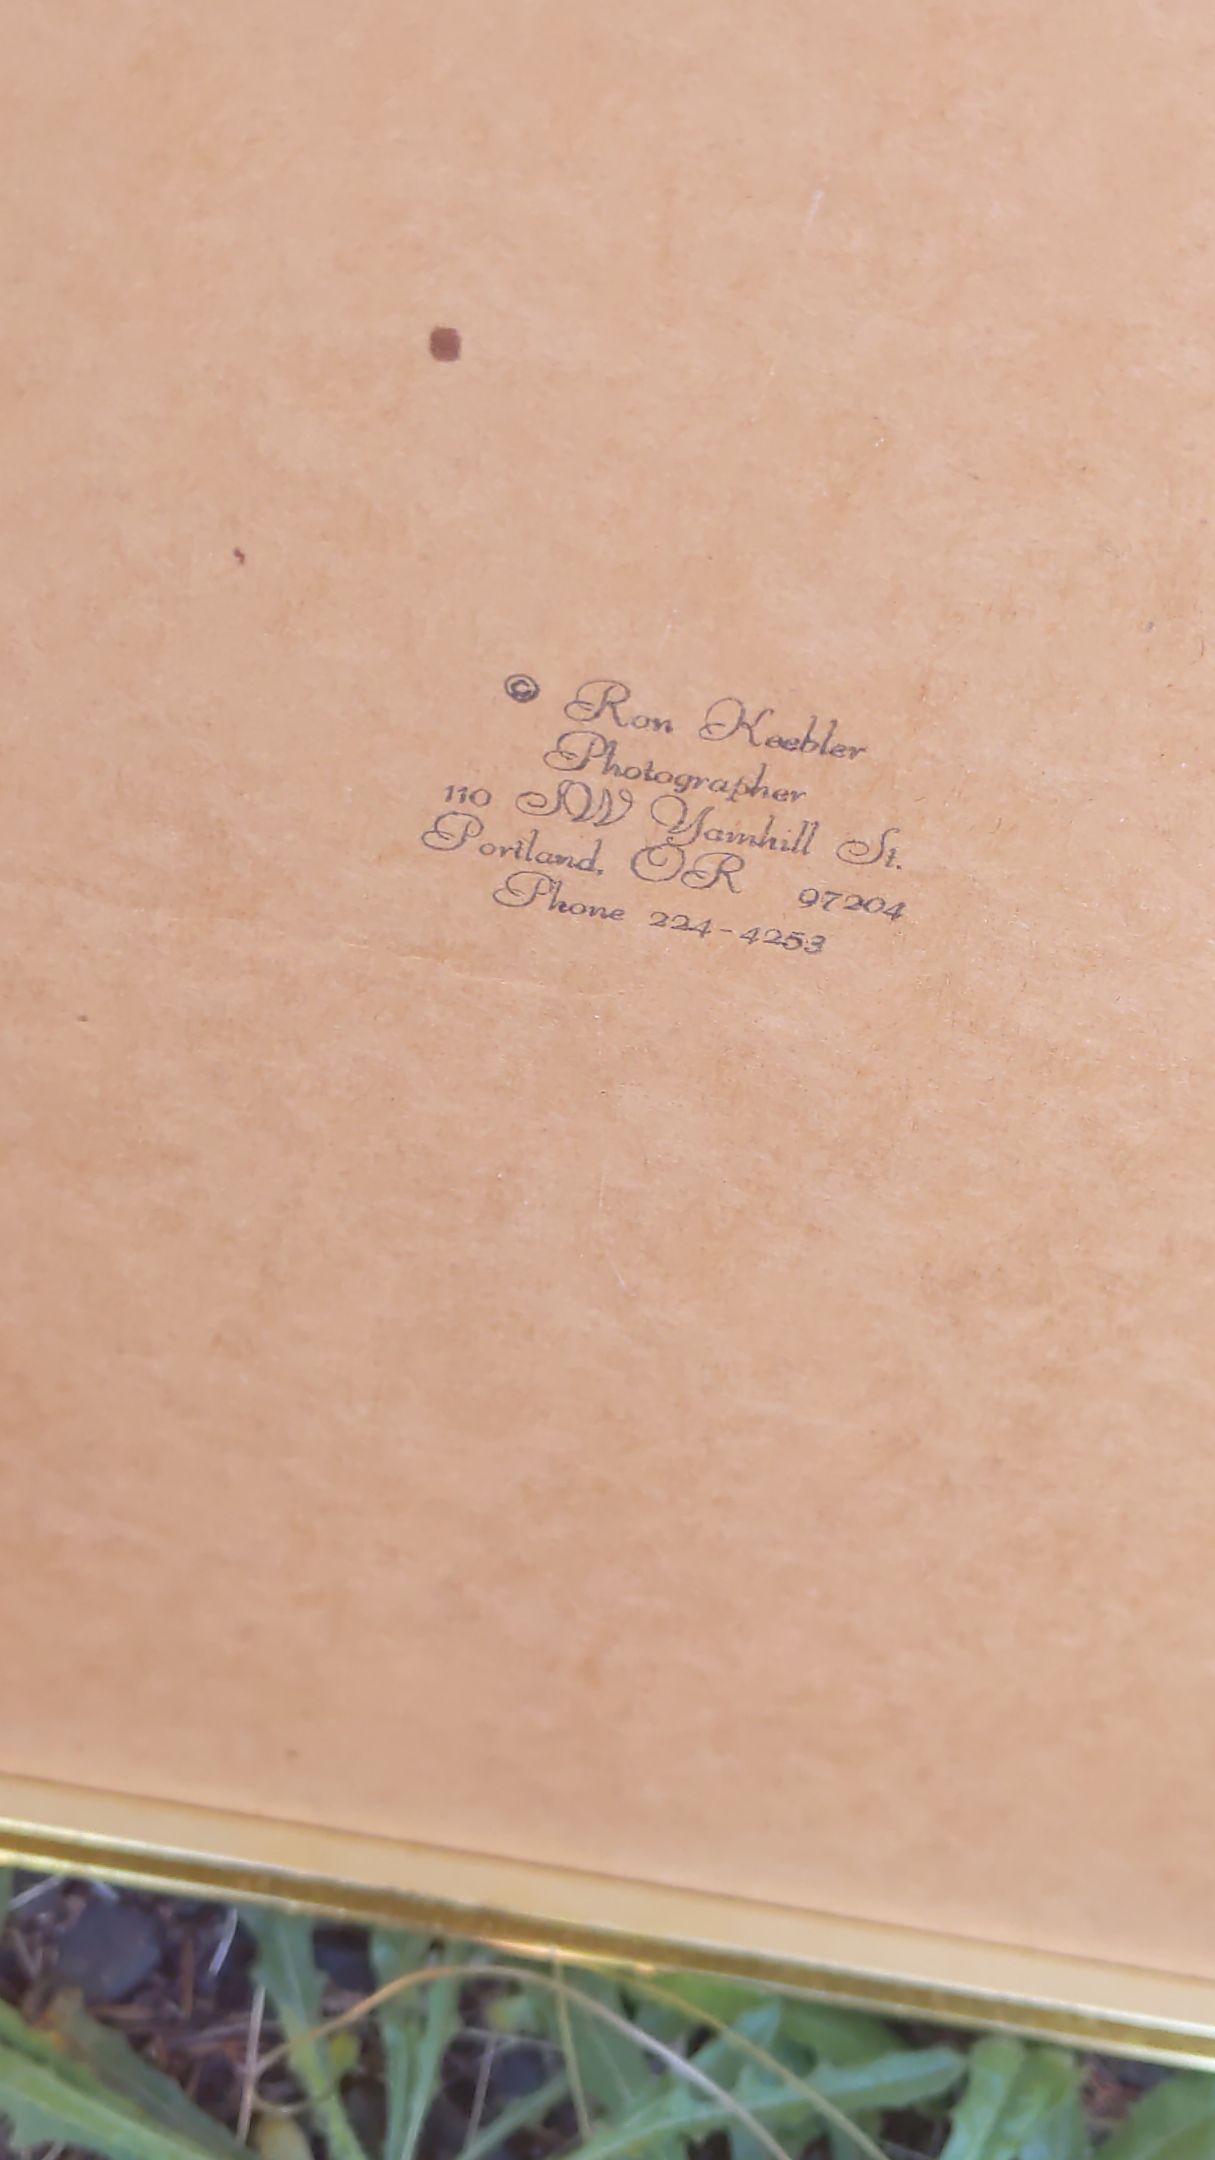 © Ron Keebler
Photographer
110 SW Yamhill St.
Portland, OR 97204
Phone 224-4253